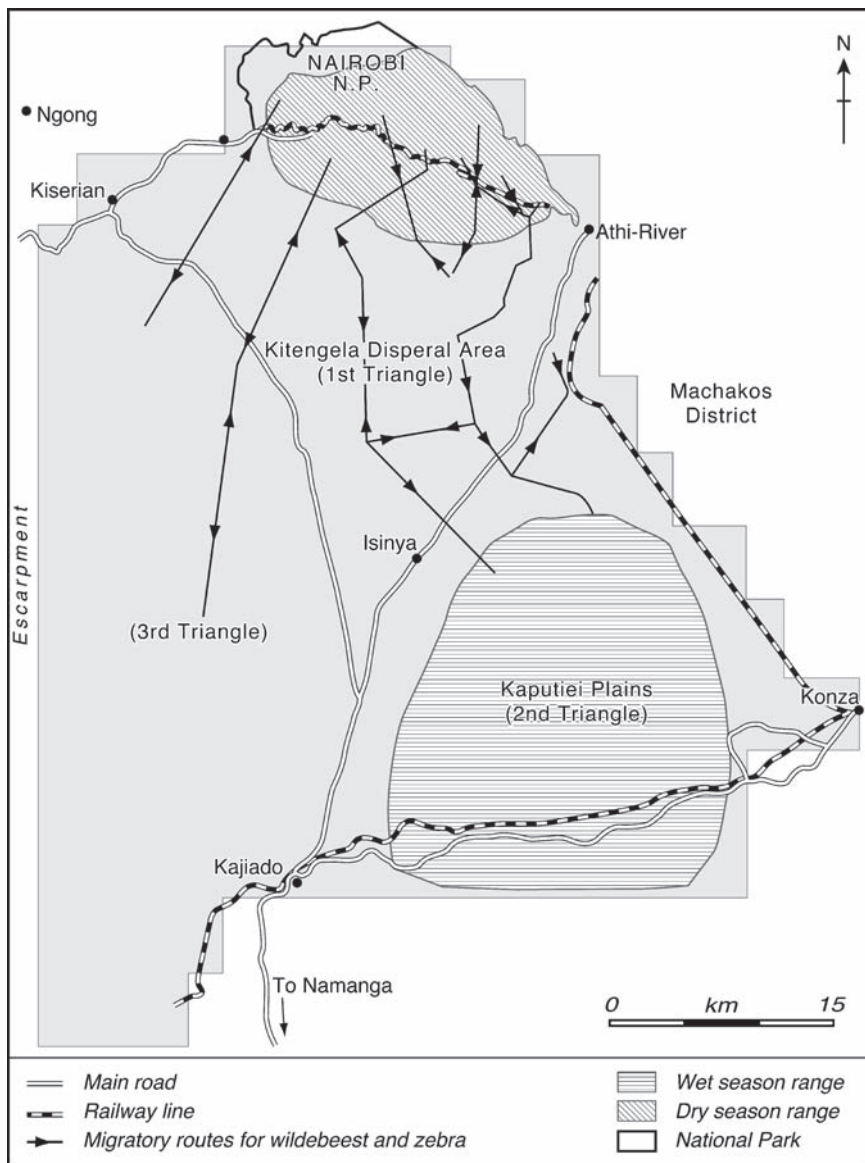 NAIROBI
N.P.
N
Ngong
Kiserian
Athi-River
Kitengela Disperal Area
(1st Triangle)
Machakos
District
Escarpment
Isinya
(3rd Triangle)
Kaputiei Plains
(2nd Triangle)
Konza
Kajiado
To Namanga
0 km 15
Main road
Railway line
Migratory routes for wildebeest and zebra
Wet season range
Dry season range
National Park